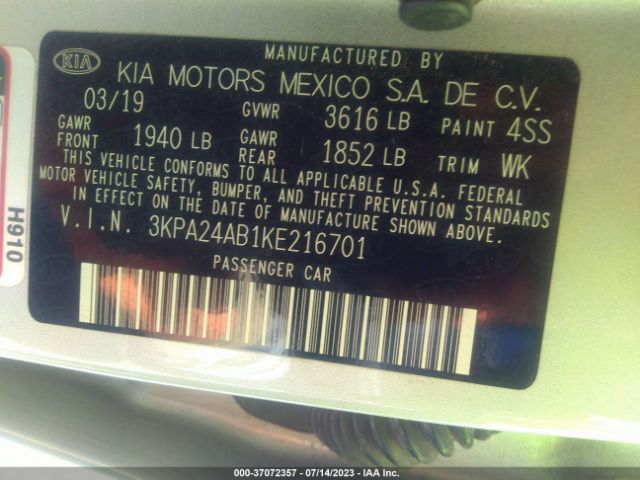 MANUFACTURED BY
KIA KIA MOTORS MEXICO S.A. DE C.V.
03/19 GVWR 3616 LB PAINT 4SS
GAWR FRONT 1940 LB GAWR REAR 1852 LB TRIM WK
THIS VEHICLE CONFORMS TO ALL APPLICABLE U.S.A. FEDERAL
MOTOR VEHICLE SAFETY, BUMPER, AND THEFT PREVENTION STANDARDS
IN EFFECT ON THE DATE OF MANUFACTURE SHOWN ABOVE.
V.I.N. 3KPA24AB1KE216701
PASSENGER CAR
H910
000-37072357 - 07/14/2023 - IAA Inc.